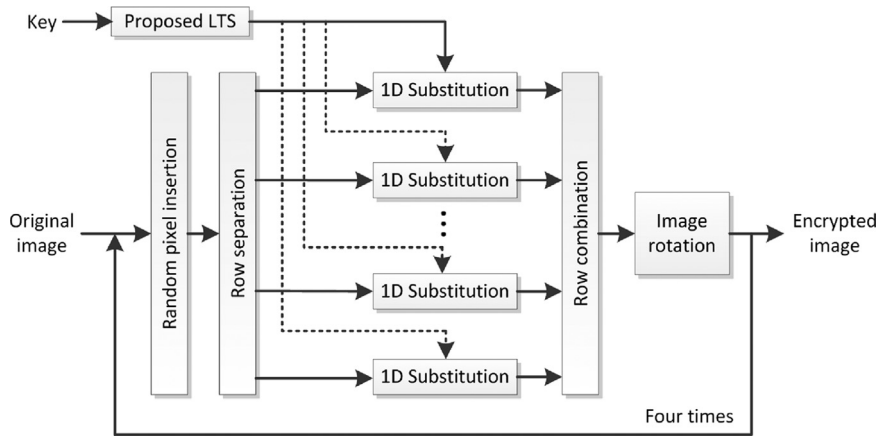 Key
Proposed LTS
Original
image
Random pixel insertion
Row separation
1D Substitution
1D Substitution
1D Substitution
1D Substitution
Row combination
Image
rotation
Encrypted
image
Four times